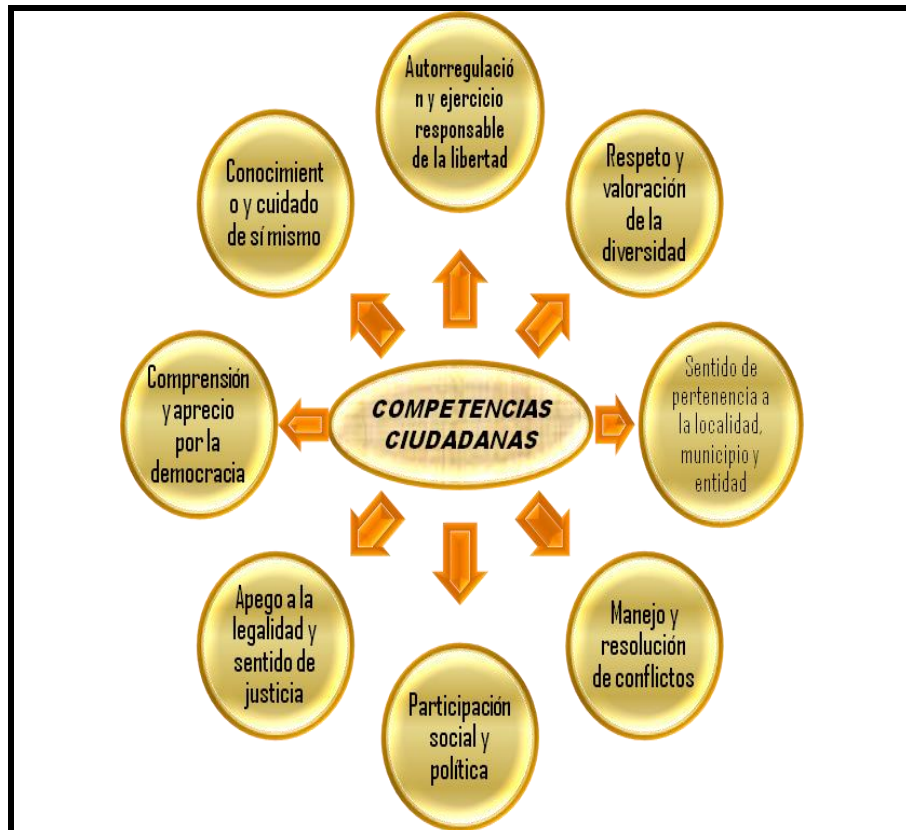 Autorregulació
n y ejercicio
responsable
de la libertad
Respeto y
valoración
de la
diversidad
Conocimient
o y cuidado
de sí mismo
COMPETENCIAS
CIUDADANAS
Sentido de
pertenencia a
la localidad,
municipio y
entidad
Comprensión
y aprecio
por la
democracia
Manejo y
resolución
de conflictos
Apego a la
legalidad y
sentido de
justicia
Participación
social y
política